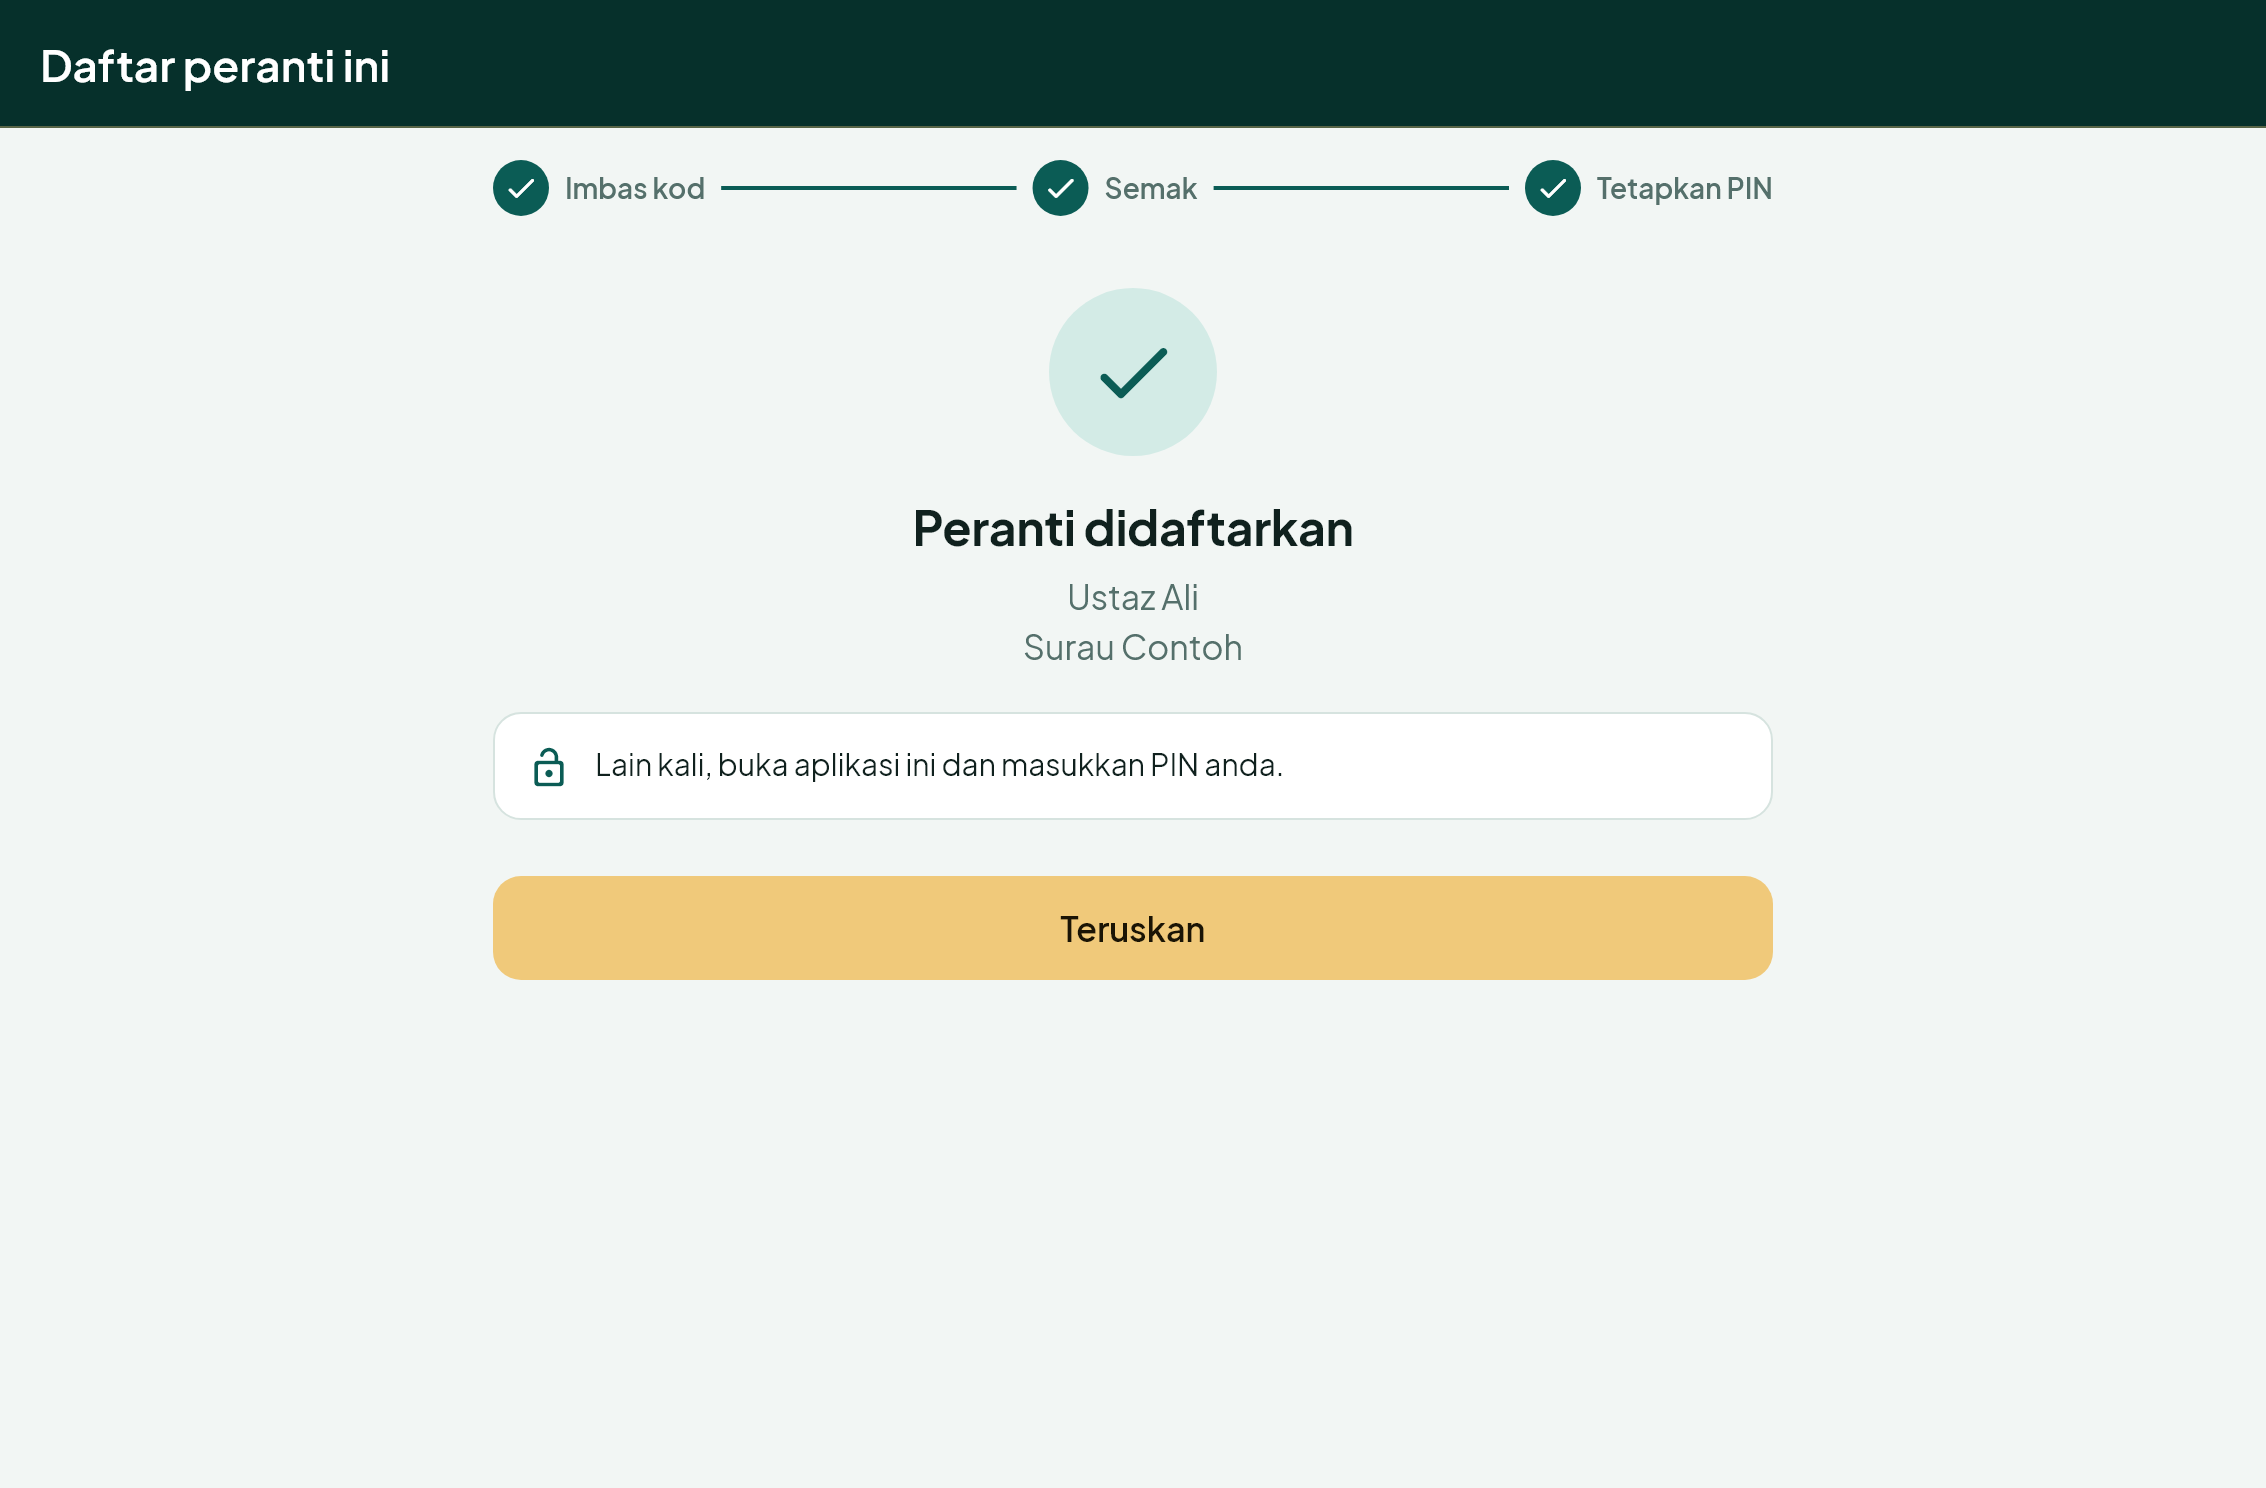 Daftar peranti ini
Imbas kod
Semak
Tetapkan PIN
Peranti didaftarkan
Ustaz Ali
Surau Contoh
Lain kali, buka aplikasi ini dan masukkan PIN anda.
Teruskan